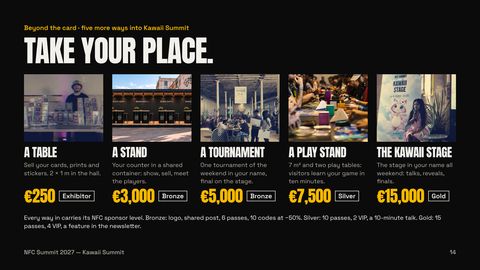 Beyond the card · five more ways into Kawaii Summit
TAKE YOUR PLACE.
A TABLE
Sell your cards, prints and
stickers. 2 × 1 m in the hall.
€250 Exhibitor
A STAND
Your counter in a shared
container: show, sell, meet
the players.
€3,000 Bronze
A TOURNAMENT
One tournament of the
weekend in your name,
final on the stage.
€5,000 Bronze
A PLAY STAND
7 m² and two play tables:
visitors learn your game in
ten minutes.
€7,500 Silver
KAWAII
STAGE
THE KAWAII STAGE
The stage in your name all
weekend: talks, reveals,
finals.
€15,000 Gold
Every way in carries its NFC sponsor level. Bronze: logo, shared post, 6 passes, 10 codes at −50%. Silver: 10 passes, 2 VIP, a 10-minute talk. Gold: 15
passes, 4 VIP, a feature in the newsletter.
NFC Summit 2027 — Kawaii Summit
14